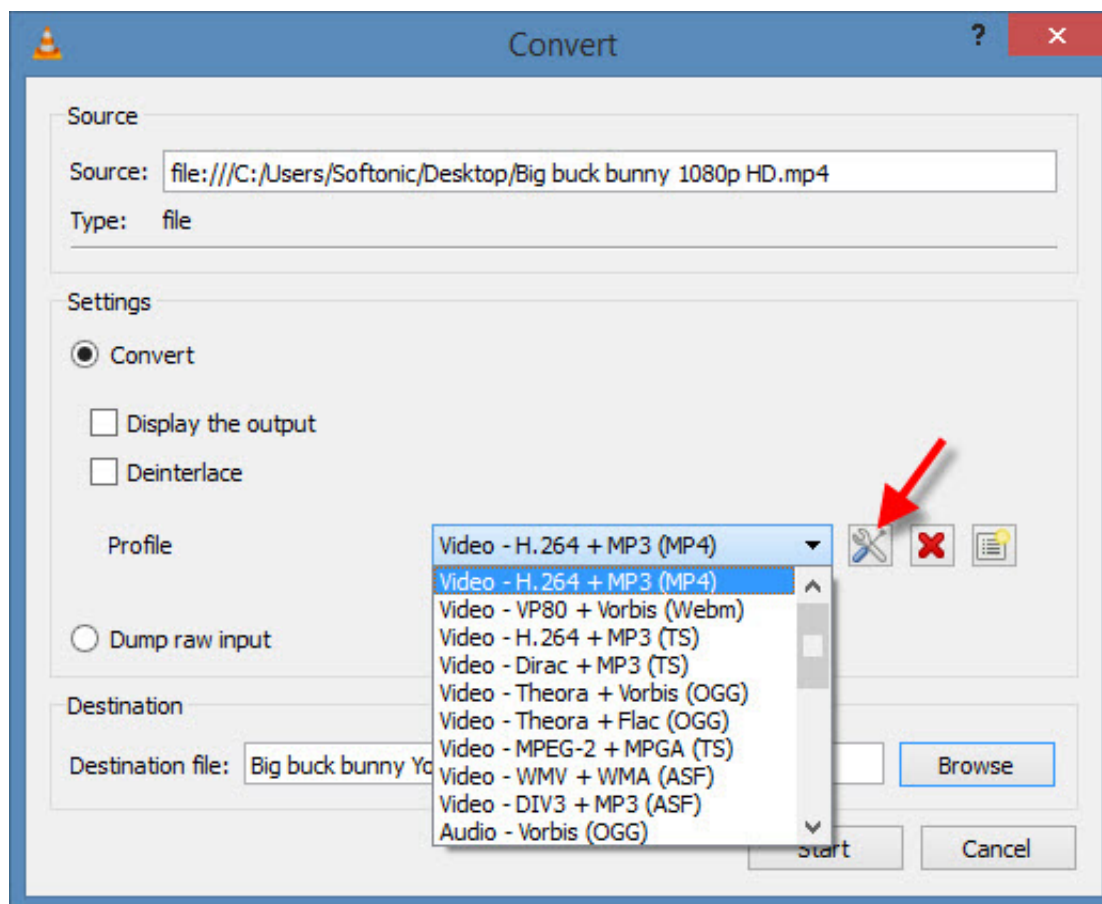 Convert
?
Source
Source: file:///C:/Users/Softonic/Desktop/Big buck bunny 1080p HD.mp4
Type: file
Settings
Convert
Display the output
Deinterlace
Profile Video - H.264 + MP3 (MP4)
Video - H.264 + MP3 (MP4)
Video - VP80 + Vorbis (Webm)
Video - H.264 + MP3 (TS)
Dump raw input
Video - Dirac + MP3 (TS)
Video - Theora + Vorbis (OGG)
Video - Theora + Flac (OGG)
Video - MPEG-2 + MPGA (TS)
Video - WMV + WMA (ASF)
Video - DIV3 + MP3 (ASF)
Audio - Vorbis (OGG)
Destination
Destination file: Big buck bunny Yo Browse
Start Cancel